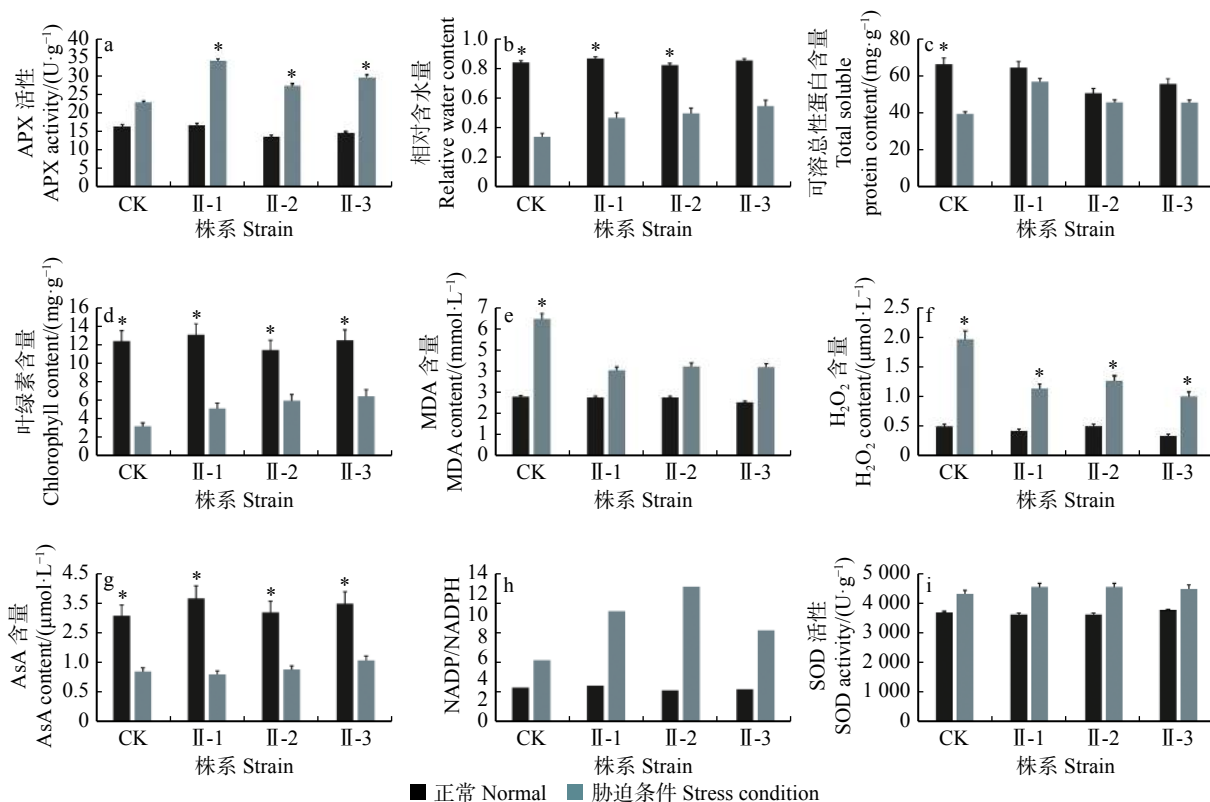 a
APX 活性
APX activity/(U·g⁻¹)
40
35
30
25
20
15
10
5
0
CK Ⅱ-1 Ⅱ-2 Ⅱ-3
株系 Strain
* * *
b
相对含水量
Relative water content
1.0
0.8
0.6
0.4
0.2
0
CK Ⅱ-1 Ⅱ-2 Ⅱ-3
株系 Strain
* * *
c
可溶总性蛋白含量
Total soluble
protein content/(mg·g⁻¹)
80
60
40
20
0
CK Ⅱ-1 Ⅱ-2 Ⅱ-3
株系 Strain
*
d
叶绿素含量
Chlorophyll content/(mg·g⁻¹)
16
14
12
10
8
6
4
2
0
CK Ⅱ-1 Ⅱ-2 Ⅱ-3
株系 Strain
* * * *
e
MDA 含量
MDA content/(mmol·L⁻¹)
7
6
3
2
0
CK Ⅱ-1 Ⅱ-2 Ⅱ-3
株系 Strain
*
f
H₂O₂ 含量
H₂O₂ content/(μmol·L⁻¹)
2.5
2.0
1.5
1.0
0.5
0
CK Ⅱ-1 Ⅱ-2 Ⅱ-3
株系 Strain
* * * *
g
AsA 含量
AsA content/(μmol·L⁻¹)
4.5
3.5
1.0
0.5
0
CK Ⅱ-1 Ⅱ-2 Ⅱ-3
株系 Strain
* * * *
h
NADP/NADPH
14
12
10
8
6
4
2
0
CK Ⅱ-1 Ⅱ-2 Ⅱ-3
株系 Strain
i
SOD 活性
SOD activity/(U·g⁻¹)
5 000
4 000
3 000
2 000
1 000
0
CK Ⅱ-1 Ⅱ-2 Ⅱ-3
株系 Strain
正常 Normal 胁迫条件 Stress condition